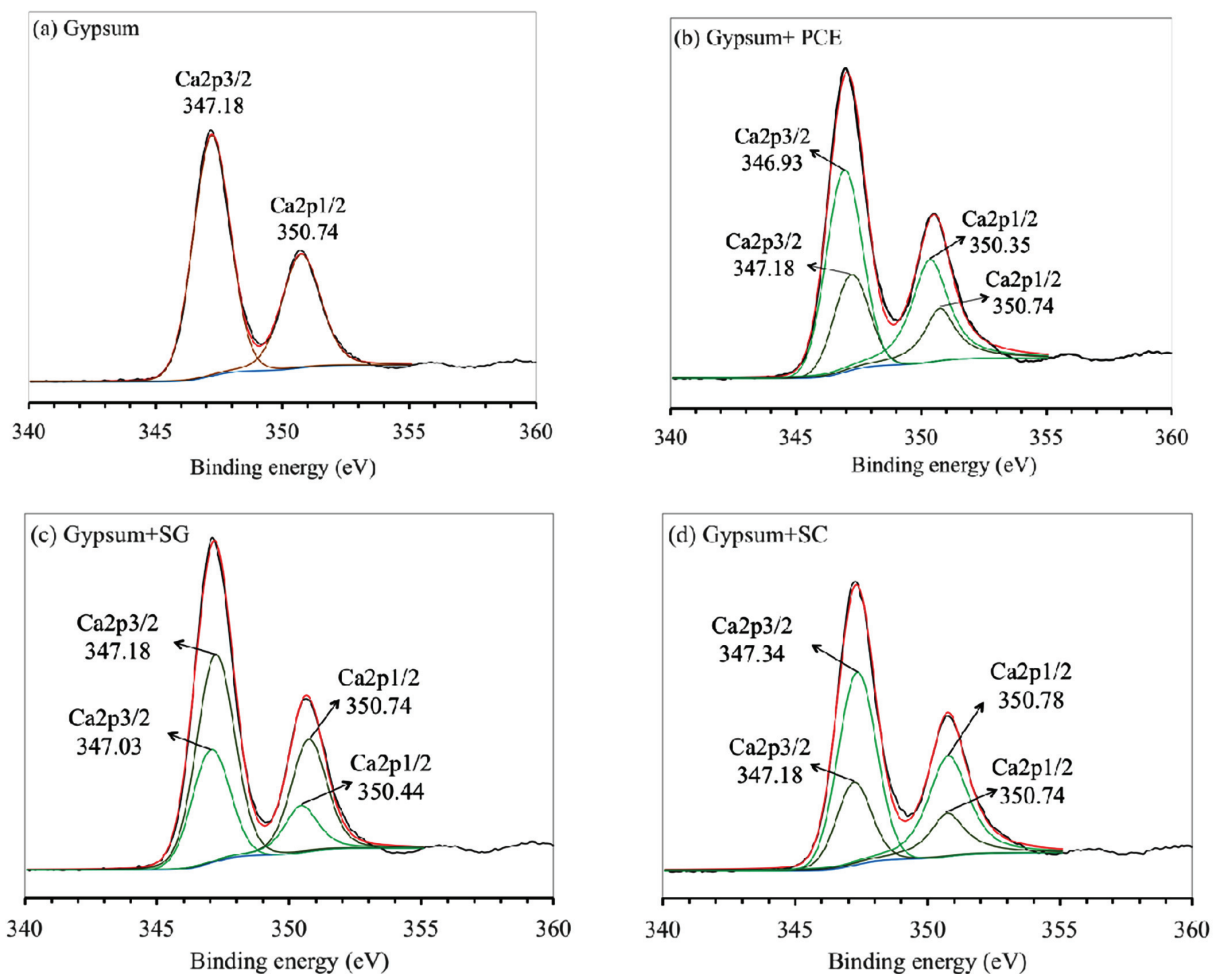 (a) Gypsum
Ca2p3/2
347.18
Ca2p1/2
350.74
340 345 350 355 360
Binding energy (eV)
(b) Gypsum+ PCE
Ca2p3/2
346.93
Ca2p3/2
347.18
Ca2p1/2
350.35
Ca2p1/2
350.74
340 345 350 355 360
Binding energy (eV)
(c) Gypsum+SG
Ca2p3/2
347.18
Ca2p3/2
347.03
Ca2p1/2
350.74
Ca2p1/2
350.44
340 345 350 355 360
Binding energy (eV)
(d) Gypsum+SC
Ca2p3/2
347.34
Ca2p3/2
347.18
Ca2p1/2
350.78
Ca2p1/2
350.74
340 345 350 355 360
Binding energy (eV)